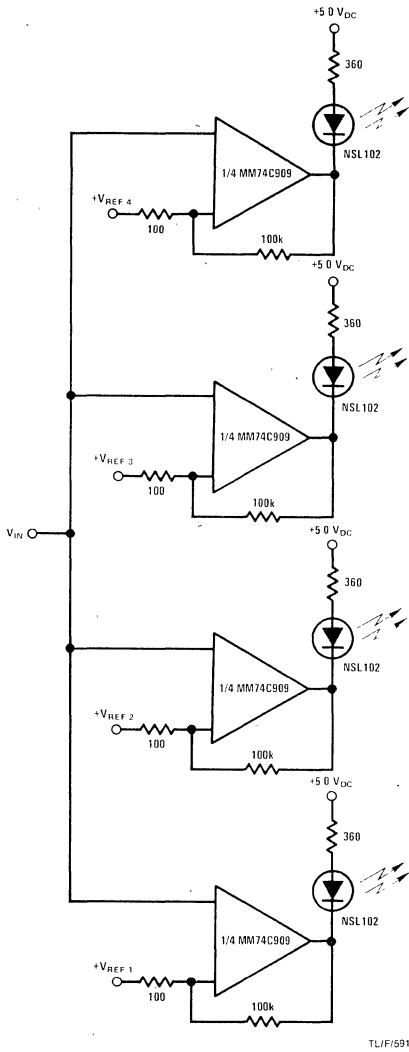 +5 0 VDC
360
NSL102
1/4 MM74C909
+VREF 4
100
100k
+5 0 VDC
360
NSL102
1/4 MM74C909
+VREF 3
100
100k
VIN
+5 0 VDC
360
NSL102
1/4 MM74C909
+VREF 2
100
100k
+5 0 VDC
360
NSL102
1/4 MM74C909
+VREF 1
100
100k
TL/F/591